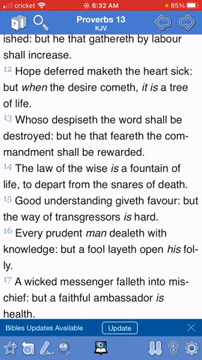 cricket 6:32 AM 85%
Proverbs 13
KJV
ished: but he that gathereth by labour
shall increase.
12 Hope deferred maketh the heart sick:
but when the desire cometh, it is a tree
of life.
13 Whoso despiseth the word shall be
destroyed: but he that feareth the com-
mandment shall be rewarded.
14 The law of the wise is a fountain of
life, to depart from the snares of death.
15 Good understanding giveth favour: but
the way of transgressors is hard.
16 Every prudent man dealeth with
knowledge: but a fool layeth open his fol-
ly.
17 A wicked messenger falleth into mis-
chief: but a faithful ambassador is
health.
Bibles Updates Available Update